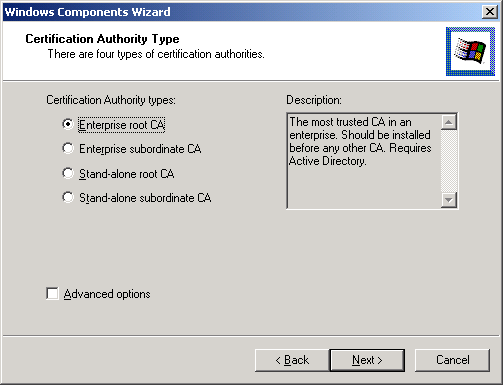 Windows Components Wizard
Certification Authority Type
There are four types of certification authorities.
Certification Authority types:
Enterprise root CA
Enterprise subordinate CA
Stand-alone root CA
Stand-alone subordinate CA
Description:
The most trusted CA in an
enterprise. Should be installed
before any other CA. Requires
Active Directory.
Advanced options
< Back
Next >
Cancel